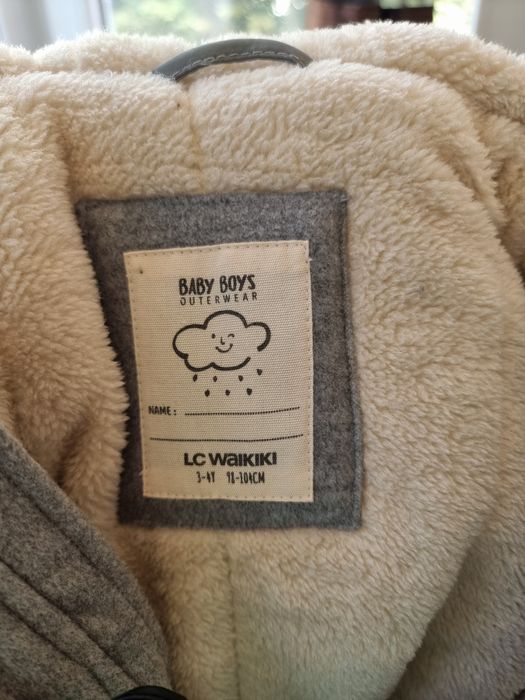 BABY BOYS
OUTERWEAR
NAME :
LC WAIKIKI
3-4Y 98-104CM